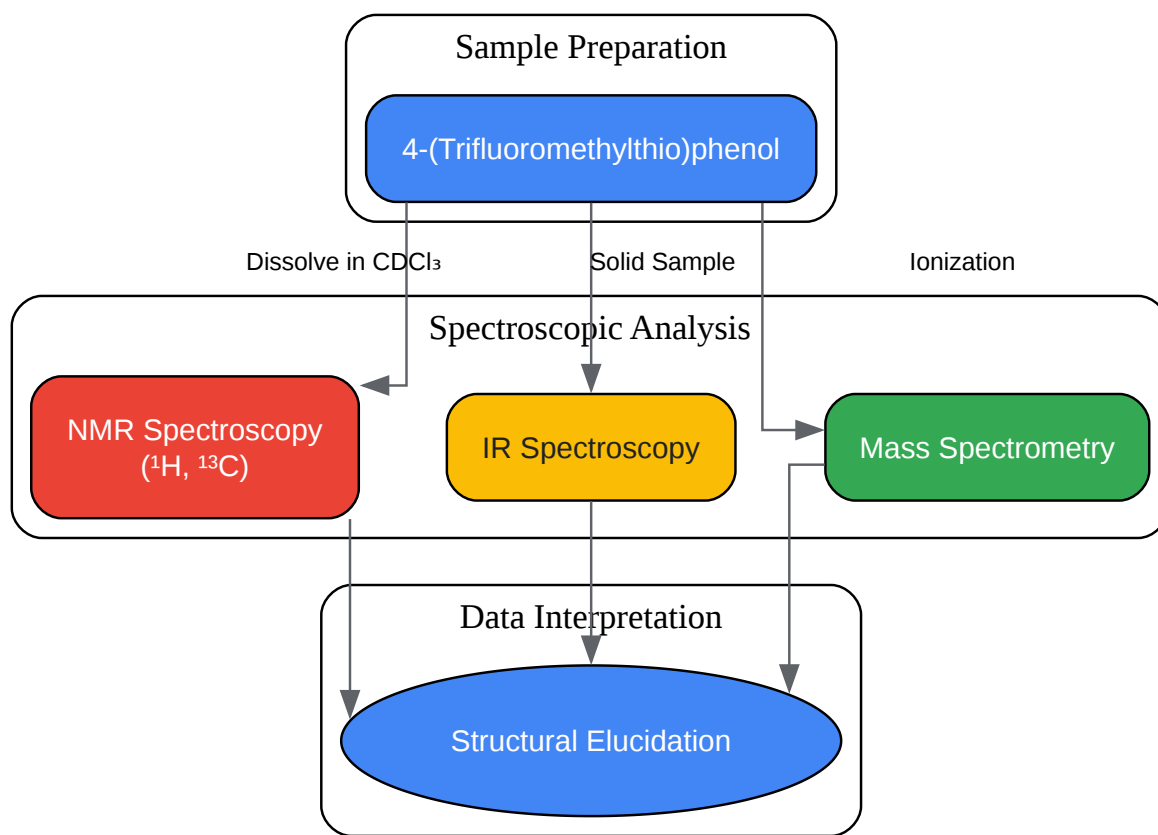 Sample Preparation
4-(Trifluoromethylthio)phenol
Dissolve in CDCl₃
Solid Sample
Ionization
Spectroscopic Analysis
NMR Spectroscopy
(¹H, ¹³C)
IR Spectroscopy
Mass Spectrometry
Data Interpretation
Structural Elucidation